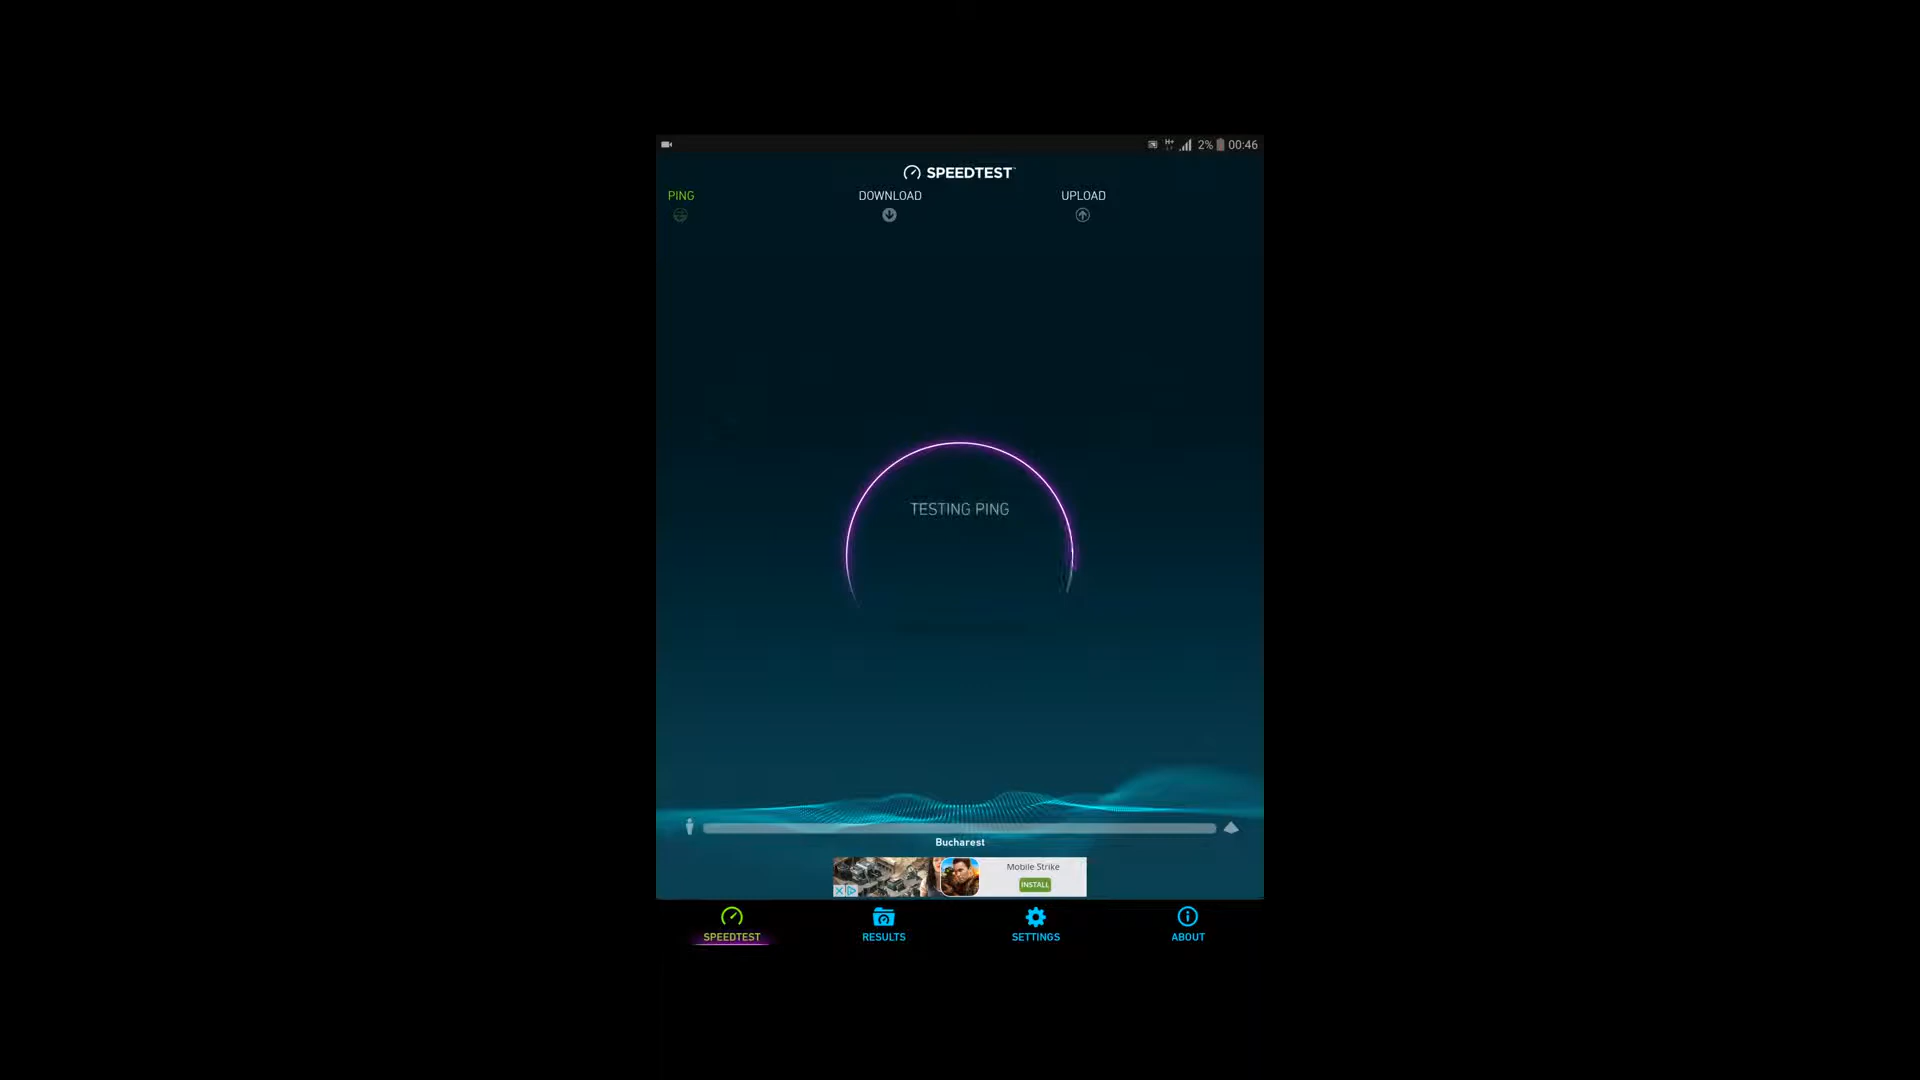 H+ 2% 00:46
SPEEDTEST
PING DOWNLOAD UPLOAD
TESTING PING
Bucharest
Mobile Strike
INSTALL
SPEEDTEST RESULTS SETTINGS ABOUT